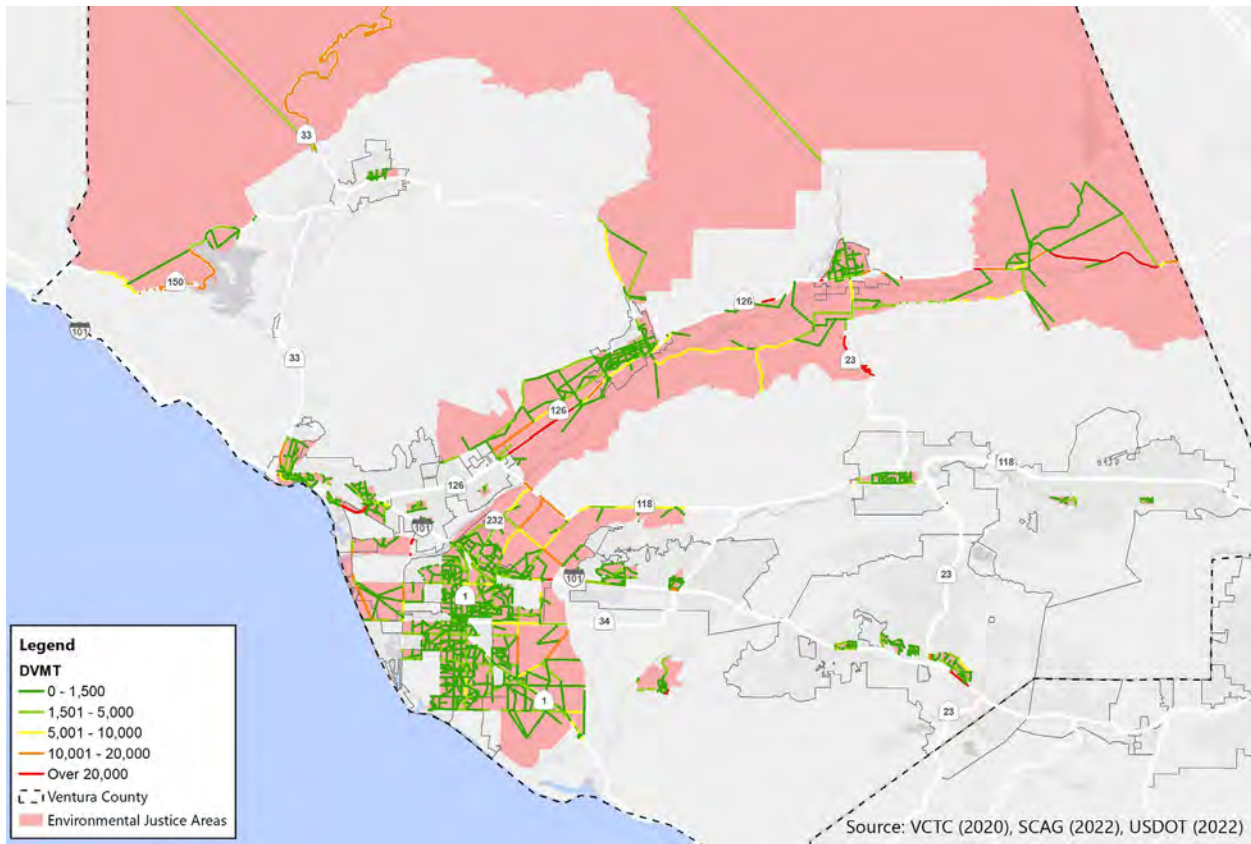 33
150
101
33
126
126
23
126
118
118
232
101
101
1
34
23
1
23
Legend
DVMT
0 - 1,500
1,501 - 5,000
5,001 - 10,000
10,001 - 20,000
Over 20,000
Ventura County
Environmental Justice Areas
Source: VCTC (2020), SCAG (2022), USDOT (2022)